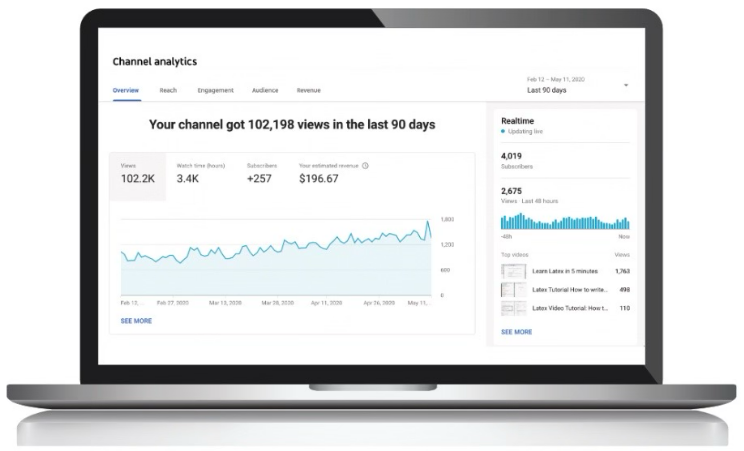 Channel analytics
Feb 12 – May 11, 2020
Last 90 days
Overview Reach Engagement Audience Revenue
Your channel got 102,198 views in the last 90 days
Views Watch time (hours) Subscribers Your estimated revenue
102.2K 3.4K +257 $196.67
1,800
1,200
600
0
Feb 12, ... Feb 27, 2020 Mar 13, 2020 Mar 28, 2020 Apr 11, 2020 Apr 26, 2020 May 11, ...
SEE MORE
Realtime
Updating live
4,019
Subscribers
2,675
Views Last 48 hours
-48h Now
Top videos Views
Learn Latex in 5 minutes 1,763
Latex Tutorial How to write... 498
Latex Video Tutorial: How t... 110
SEE MORE